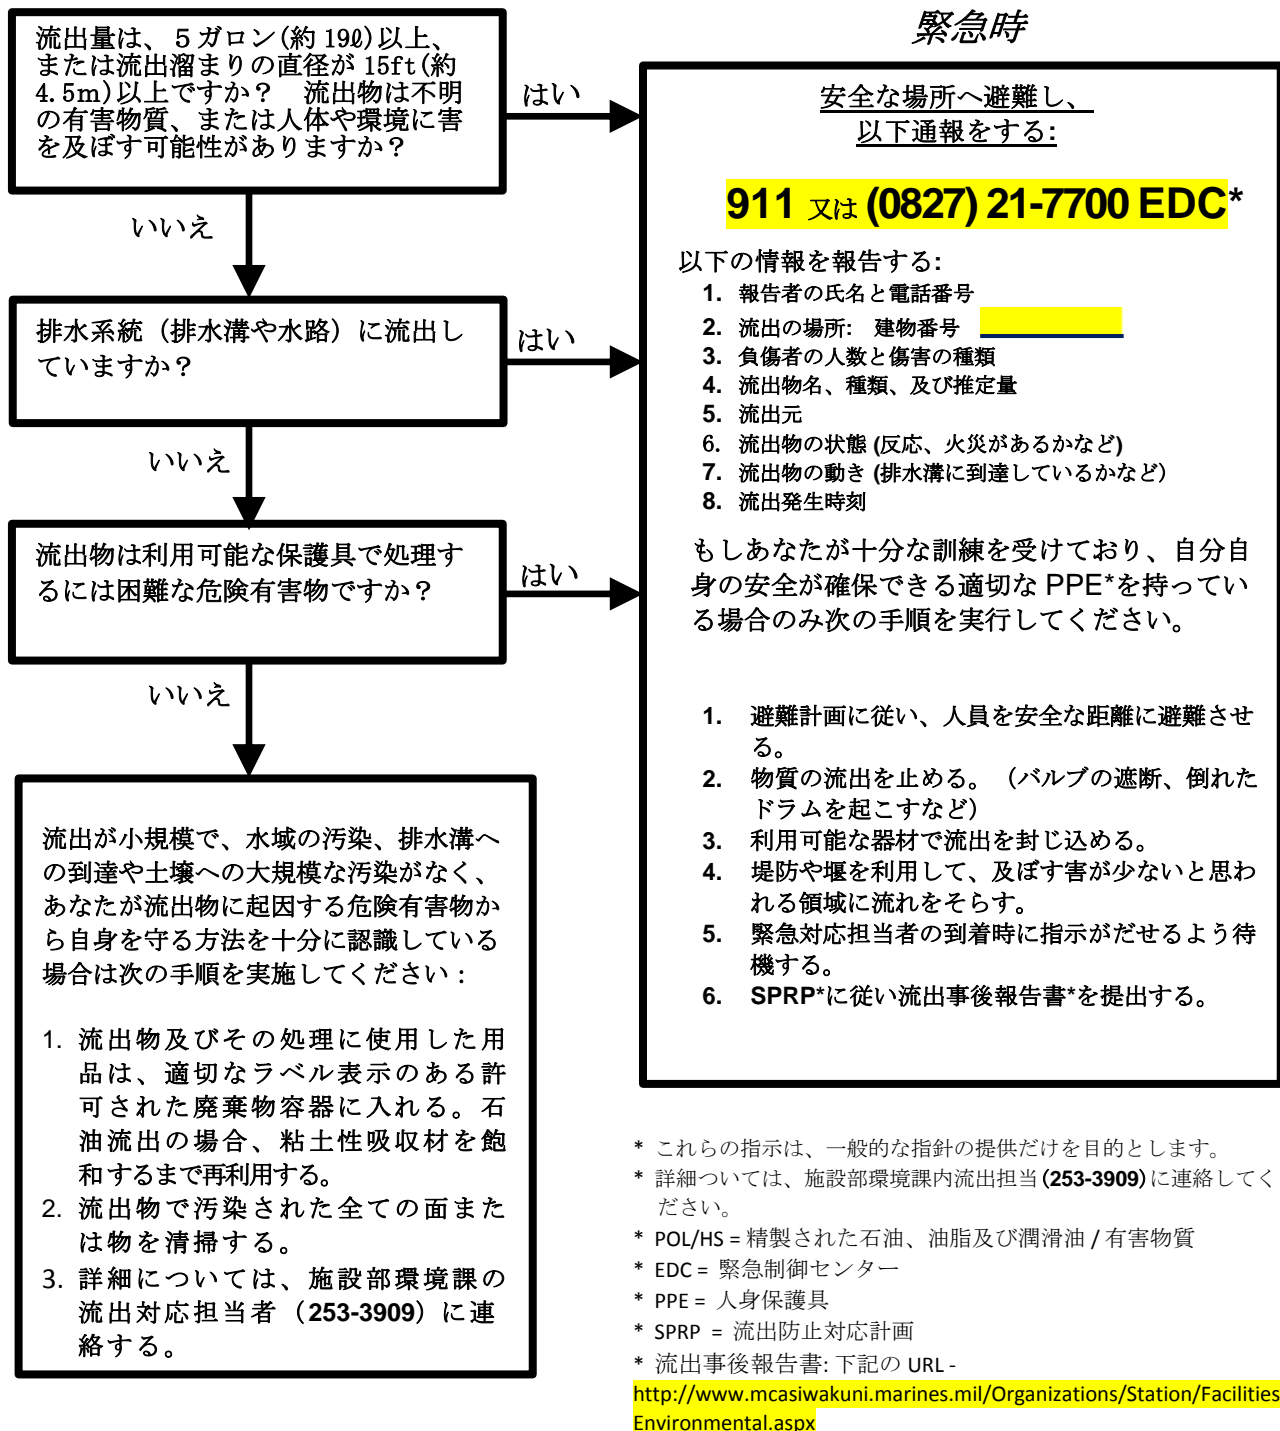 流出量は、５ガロン(約 19ℓ)以上、
または流出溜まりの直径が 15ft(約
4.5m)以上ですか？　流出物は不明
の有害物質、または人体や環境に害
を及ぼす可能性がありますか？
はい
いいえ
排水系統（排水溝や水路）に流出し
ていますか？
はい
いいえ
流出物は利用可能な保護具で処理す
るには困難な危険有害物ですか？
はい
いいえ
流出が小規模で、水域の汚染、排水溝へ
の到達や土壌への大規模な汚染がなく、
あなたが流出物に起因する危険有害物か
ら自身を守る方法を十分に認識している
場合は次の手順を実施してください：
1. 流出物及びその処理に使用した用
品は、適切なラベル表示のある許
可された廃棄物容器に入れる。石
油流出の場合、粘土性吸収材を飽
和するまで再利用する。
2. 流出物で汚染された全ての面また
は物を清掃する。
3. 詳細については、施設部環境課の
流出対応担当者（253-3909）に連
絡する。
緊急時
安全な場所へ避難し、
以下通報をする:
911 又は (0827) 21-7700 EDC*
以下の情報を報告する:
1. 報告者の氏名と電話番号
2. 流出の場所:　建物番号
3. 負傷者の人数と傷害の種類
4. 流出物名、種類、及び推定量
5. 流出元
6. 流出物の状態 (反応、火災があるかなど)
7. 流出物の動き (排水溝に到達しているかなど）
8. 流出発生時刻
もしあなたが十分な訓練を受けており、自分自
身の安全が確保できる適切な PPE*を持ってい
る場合のみ次の手順を実行してください。
1. 避難計画に従い、人員を安全な距離に避難させ
る。
2. 物質の流出を止める。（バルブの遮断、倒れた
ドラムを起こすなど）
3. 利用可能な器材で流出を封じ込める。
4. 堤防や堰を利用して、及ぼす害が少ないと思わ
れる領域に流れをそらす。
5. 緊急対応担当者の到着時に指示がだせるよう待
機する。
6. SPRP*に従い流出事後報告書*を提出する。
* これらの指示は、一般的な指針の提供だけを目的とします。
* 詳細ついては、施設部環境課内流出担当(253-3909)に連絡してく
ださい。
* POL/HS = 精製された石油、油脂及び潤滑油 / 有害物質
* EDC = 緊急制御センター
* PPE = 人身保護具
* SPRP = 流出防止対応計画
* 流出事後報告書: 下記の URL -
http://www.mcasiwakuni.marines.mil/Organizations/Station/Facilities
Environmental.aspx